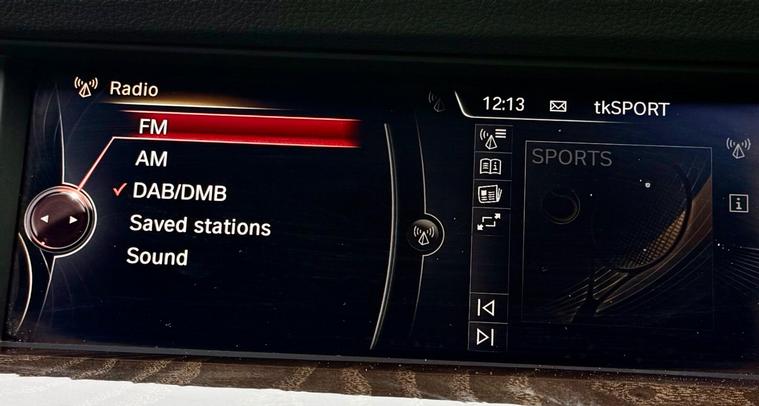 Radio
12:13 tkSPORT
FM
AM
DAB/DMB
Saved stations
Sound
SPORTS